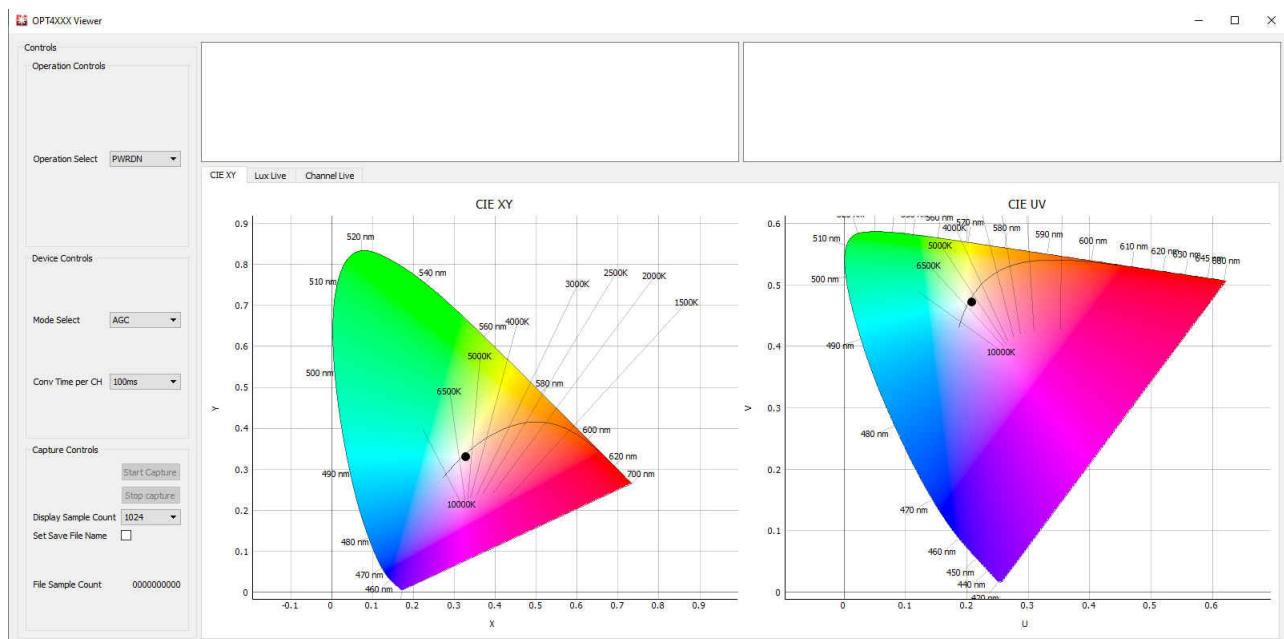 OPT4XXX Viewer
Controls
Operation Controls
Operation Select PWRDN
Device Controls
Mode Select AGC
Conv Time per CH 100ms
Capture Controls
Start Capture
Stop capture
Display Sample Count 1024
Set Save File Name
File Sample Count 0000000000
CIE XY Lux Live Channel Live
CIE XY
0.9
0.8
0.7
0.6
0.5
0.4
0.3
0.2
0.1
0
Y
520 nm
510 nm
540 nm
3000K
2500K
2000K
1500K
560 nm
4000K
5000K
500 nm
6500K
580 nm
600 nm
490 nm
620 nm
700 nm
10000K
480 nm
470 nm
460 nm
-0.1 0 0.1 0.2 0.3 0.4 0.5 0.6 0.7 0.8 0.9
X
CIE UV
0.6
0.5
0.4
0.3
0.2
0.1
0
V
560 nm
570 nm
510 nm
4000K
580 nm
590 nm
600 nm
610 nm
620 nm
630 nm
645 nm
680 nm
5000K
500 nm
6500K
490 nm
10000K
480 nm
470 nm
460 nm
450 nm
440 nm
420 nm
0 0.1 0.2 0.3 0.4 0.5 0.6
U